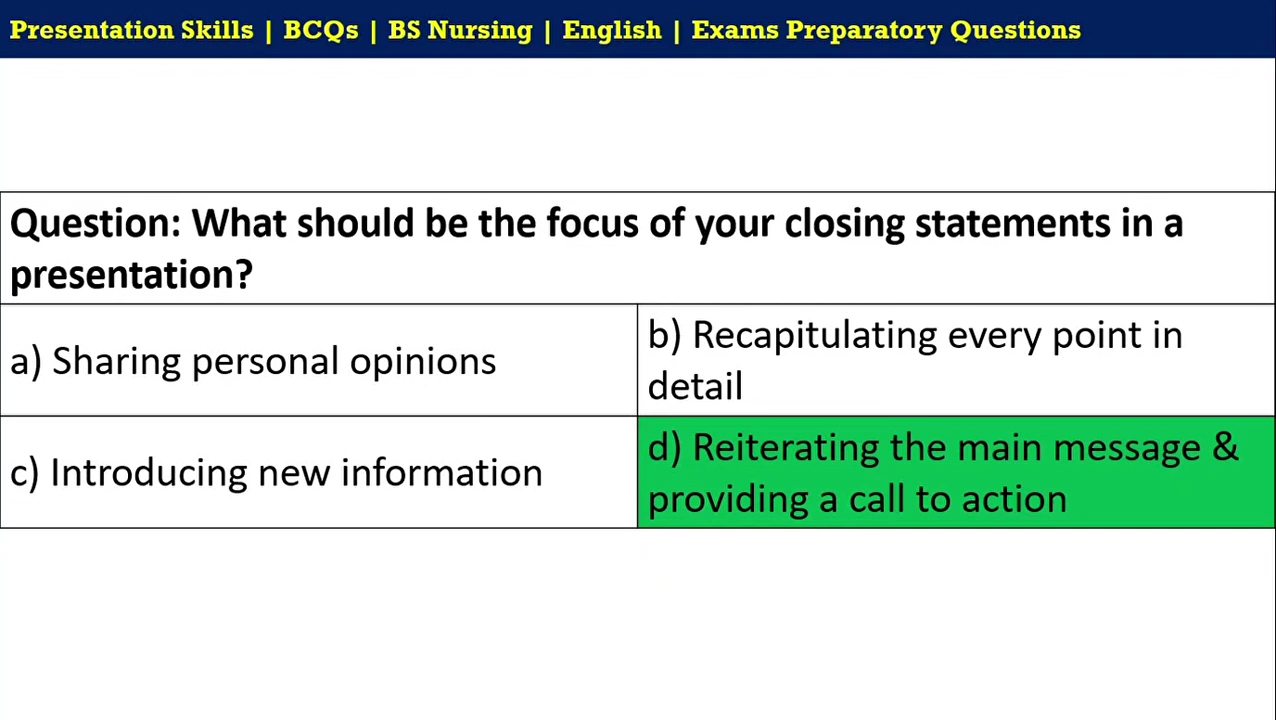 Presentation Skills | BCQs | BS Nursing | English | Exams Preparatory Questions
Question: What should be the focus of your closing statements in a
presentation?
a) Sharing personal opinions
b) Recapitulating every point in
detail
c) Introducing new information
d) Reiterating the main message &
providing a call to action